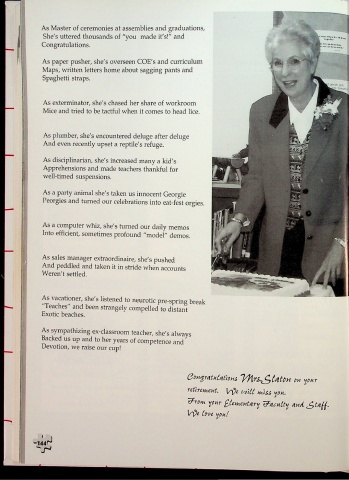 As Master of ceremonies at assemblies and graduations,
She's uttered thousands of "you made it's!" and
Congratulations.
As paper pusher, she's overseen COE's and curriculum
Maps, written letters home about sagging pants and
Spaghetti straps.
As exterminator, she's chased her share of workroom
Mice and tried to be tactful when it comes to head lice.
As plumber, she's encountered deluge after deluge
And even recently upset a reptile's refuge.
As disciplinarian, she's increased many a kid's
Apprehensions and made teachers thankful for
well-timed suspensions.
As a party animal she's taken us innocent Georgie
Peorgies and turned our celebrations into eat-fest orgies.
As a computer whiz, she's turned our daily memos
Into efficient, sometimes profound "model" demos.
As sales manager extraordinaire, she's pushed
And peddled and taken it in stride when accounts
Weren't settled.
As vacationer, she's listened to neurotic pre-spring break
"Teaches" and been strangely compelled to distant
Exotic beaches.
As sympathizing ex-classroom teacher, she's always
Backed us up and to her years of competence and
Devotion, we raise our cup!
Congratulations Mrs. Slaton on your
retirement. We will miss you.
From your Elementary Faculty and Staff.
We love you!
144